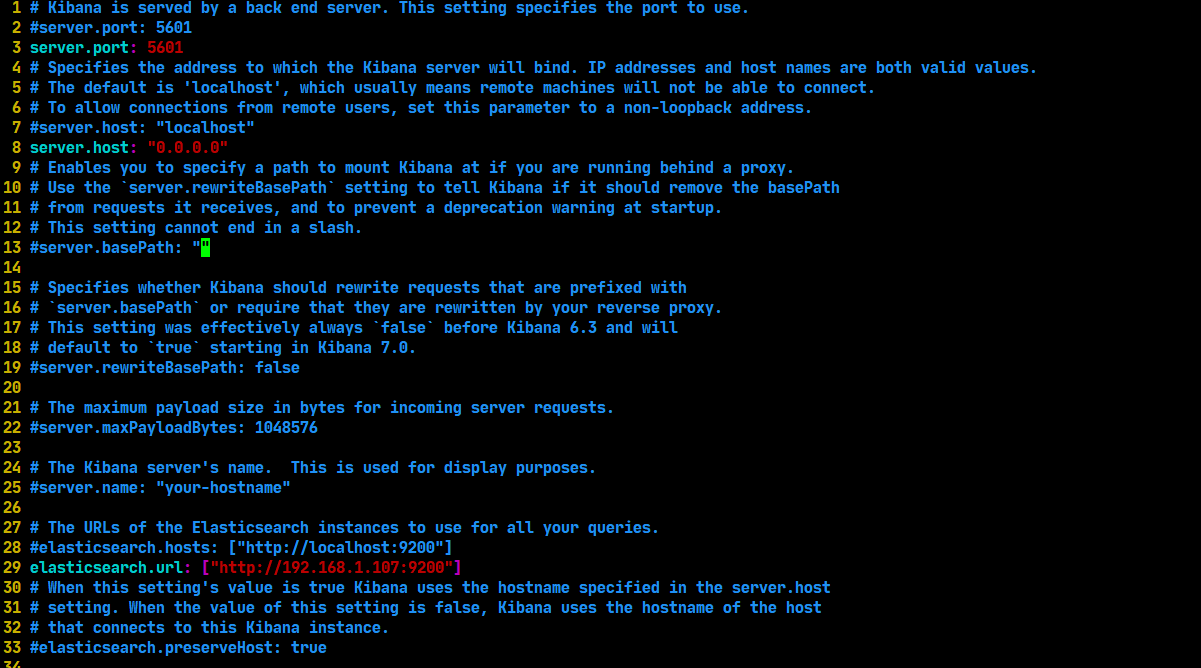 1 # Kibana is served by a back end server. This setting specifies the port to use.
2 #server.port: 5601
3 server.port: 5601
4 # Specifies the address to which the Kibana server will bind. IP addresses and host names are both valid values.
5 # The default is 'localhost', which usually means remote machines will not be able to connect.
6 # To allow connections from remote users, set this parameter to a non-loopback address.
7 #server.host: "localhost"
8 server.host: "0.0.0.0"
9 # Enables you to specify a path to mount Kibana at if you are running behind a proxy.
10 # Use the `server.rewriteBasePath` setting to tell Kibana if it should remove the basePath
11 # from requests it receives, and to prevent a deprecation warning at startup.
12 # This setting cannot end in a slash.
13 #server.basePath: ""
14
15 # Specifies whether Kibana should rewrite requests that are prefixed with
16 # `server.basePath` or require that they are rewritten by your reverse proxy.
17 # This setting was effectively always `false` before Kibana 6.3 and will
18 # default to `true` starting in Kibana 7.0.
19 #server.rewriteBasePath: false
20
21 # The maximum payload size in bytes for incoming server requests.
22 #server.maxPayloadBytes: 1048576
23
24 # The Kibana server's name.  This is used for display purposes.
25 #server.name: "your-hostname"
26
27 # The URLs of the Elasticsearch instances to use for all your queries.
28 #elasticsearch.hosts: ["http://localhost:9200"]
29 elasticsearch.url: ["http://192.168.1.107:9200"]
30 # When this setting's value is true Kibana uses the hostname specified in the server.host
31 # setting. When the value of this setting is false, Kibana uses the hostname of the host
32 # that connects to this Kibana instance.
33 #elasticsearch.preserveHost: true
34